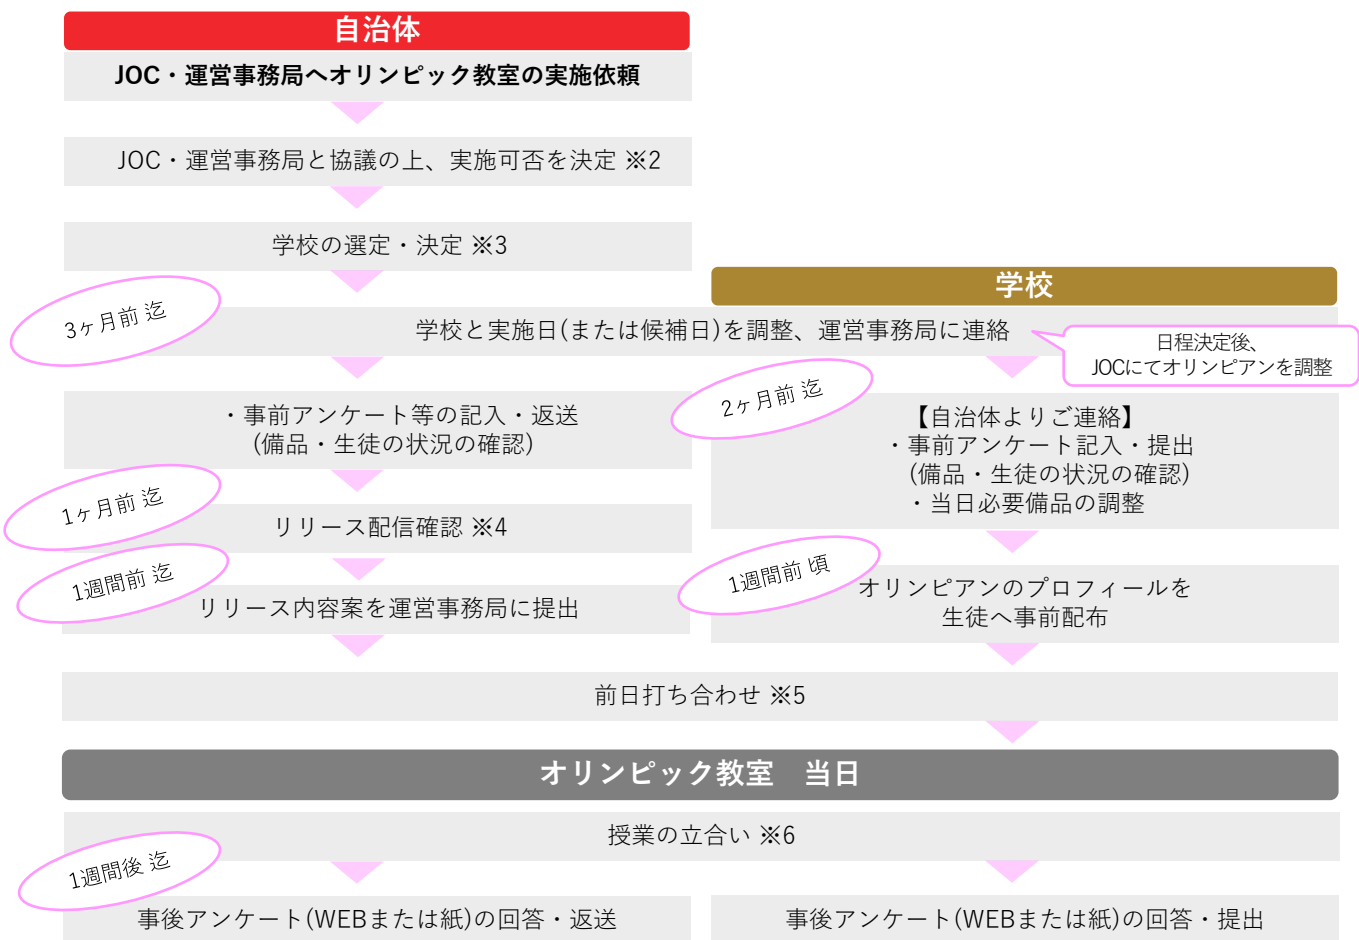 自治体
JOC・運営事務局へオリンピック教室の実施依頼
JOC・運営事務局と協議の上、実施可否を決定 ※2
学校の選定・決定 ※3
学校
3ヶ月前 迄
学校と実施日(または候補日)を調整、運営事務局に連絡
日程決定後、
JOCにてオリンピアンを調整
・事前アンケート等の記入・返送
(備品・生徒の状況の確認)
2ヶ月前 迄
【自治体よりご連絡】
・事前アンケート記入・提出
(備品・生徒の状況の確認)
・当日必要備品の調整
1ヶ月前 迄
リリース配信確認 ※4
1週間前 迄
リリース内容案を運営事務局に提出
1週間前 頃
オリンピアンのプロフィールを
生徒へ事前配布
前日打ち合わせ ※5
オリンピック教室　当日
授業の立合い ※6
1週間後 迄
事後アンケート(WEBまたは紙)の回答・返送
事後アンケート(WEBまたは紙)の回答・提出